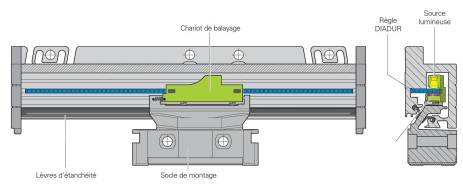 Chariot de balayage
Règle
DIADUR
Source
lumineuse
Lèvres d'étanchéité
Socle de montage